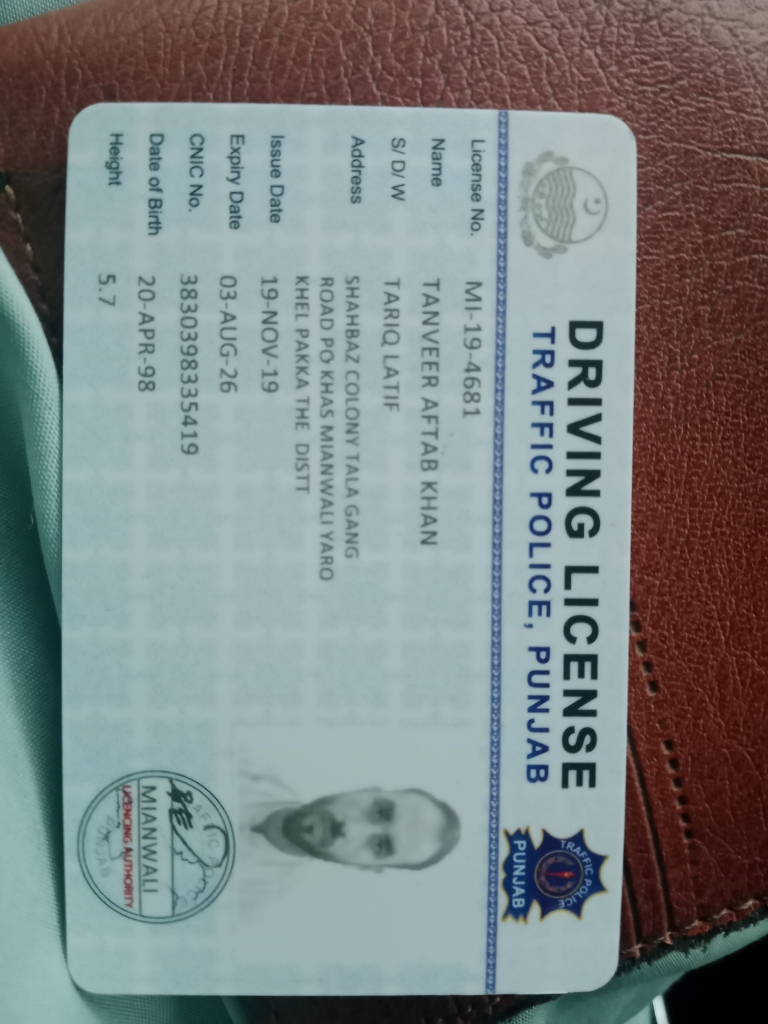 DRIVING LICENSE
TRAFFIC POLICE, PUNJAB
TRAFFIC POLICE
PUNJAB
License No. MI-19-4681
Name TANVEER AFTAB KHAN
S/ D/ W TARIQ LATIF
Address SHAHBAZ COLONY TALA GANG
ROAD PO KHAS MIANWALI YARO
KHEL PAKKA THE DISTT
Issue Date 19-NOV-19
Expiry Date 03-AUG-26
CNIC No. 3830398335419
Date of Birth 20-APR-98
Height 5.7
MIANWALI
LICENCING AUTHORITY
PUNJAB